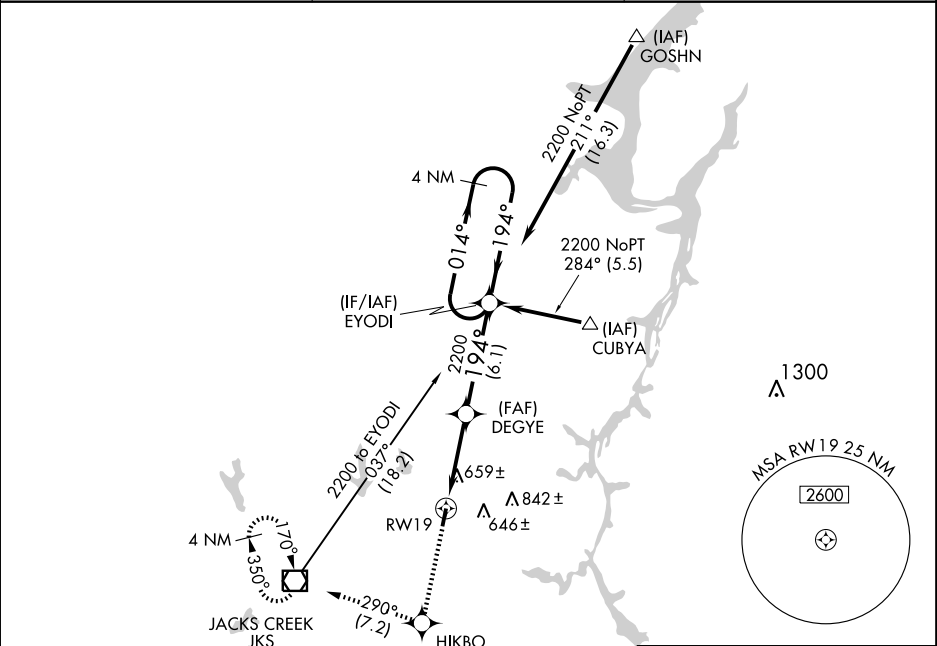 (IAF)
GOSHN
2200 NoPT
211°
(16.3)
4 NM
014°
194°
2200 NoPT
284° (5.5)
(IF/IAF)
EYODI
(IAF)
CUBYA
2200
194°
(6.1)
1300
2200 to EYODI
037°
(18.2)
(FAF)
DEGYE
MSA RW19 25 NM
2600
659±
842±
646±
RW19
4 NM
170°
350°
290°
(7.2)
JACKS CREEK
JKS
HIKBO